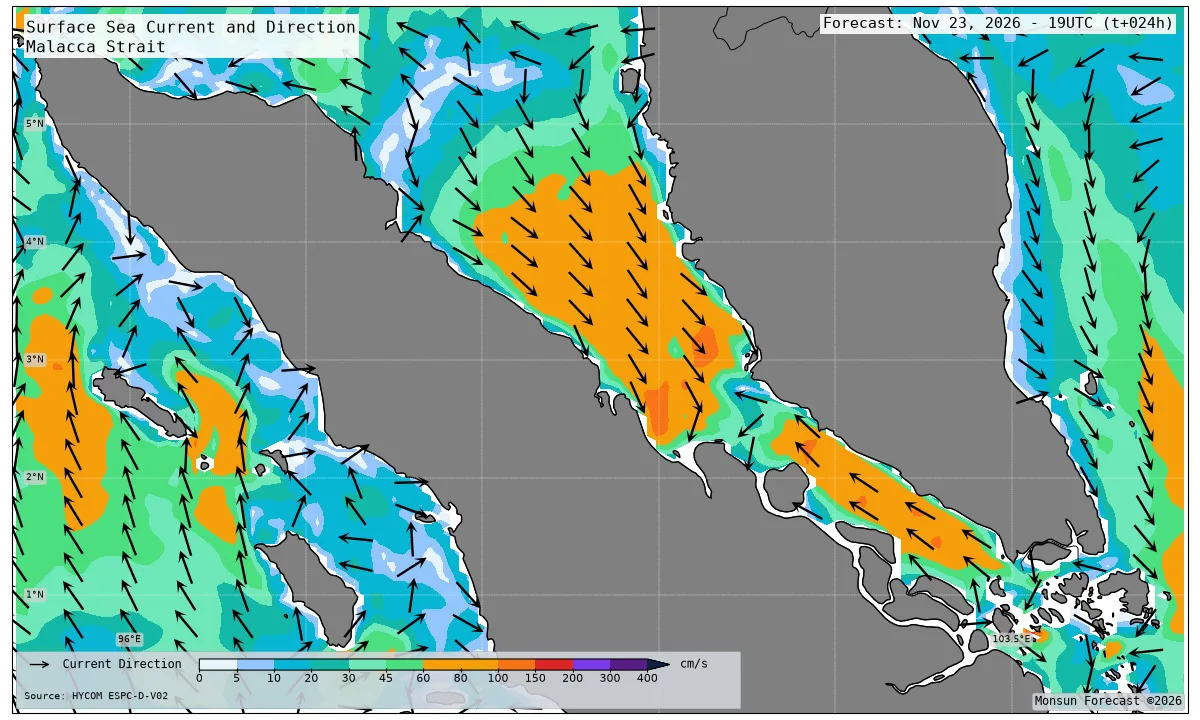 Surface Sea Current and Direction
Malacca Strait
Forecast: Nov 23, 2026 - 19UTC (t+024h)
5°N
4°N
3°N
2°N
1°N
96°E
103.5°E
Current Direction
0 5 10 20 30 45 60 80 100 150 200 300 400
cm/s
Source: HYCOM ESPC-D-V02
Monsun Forecast ©2026